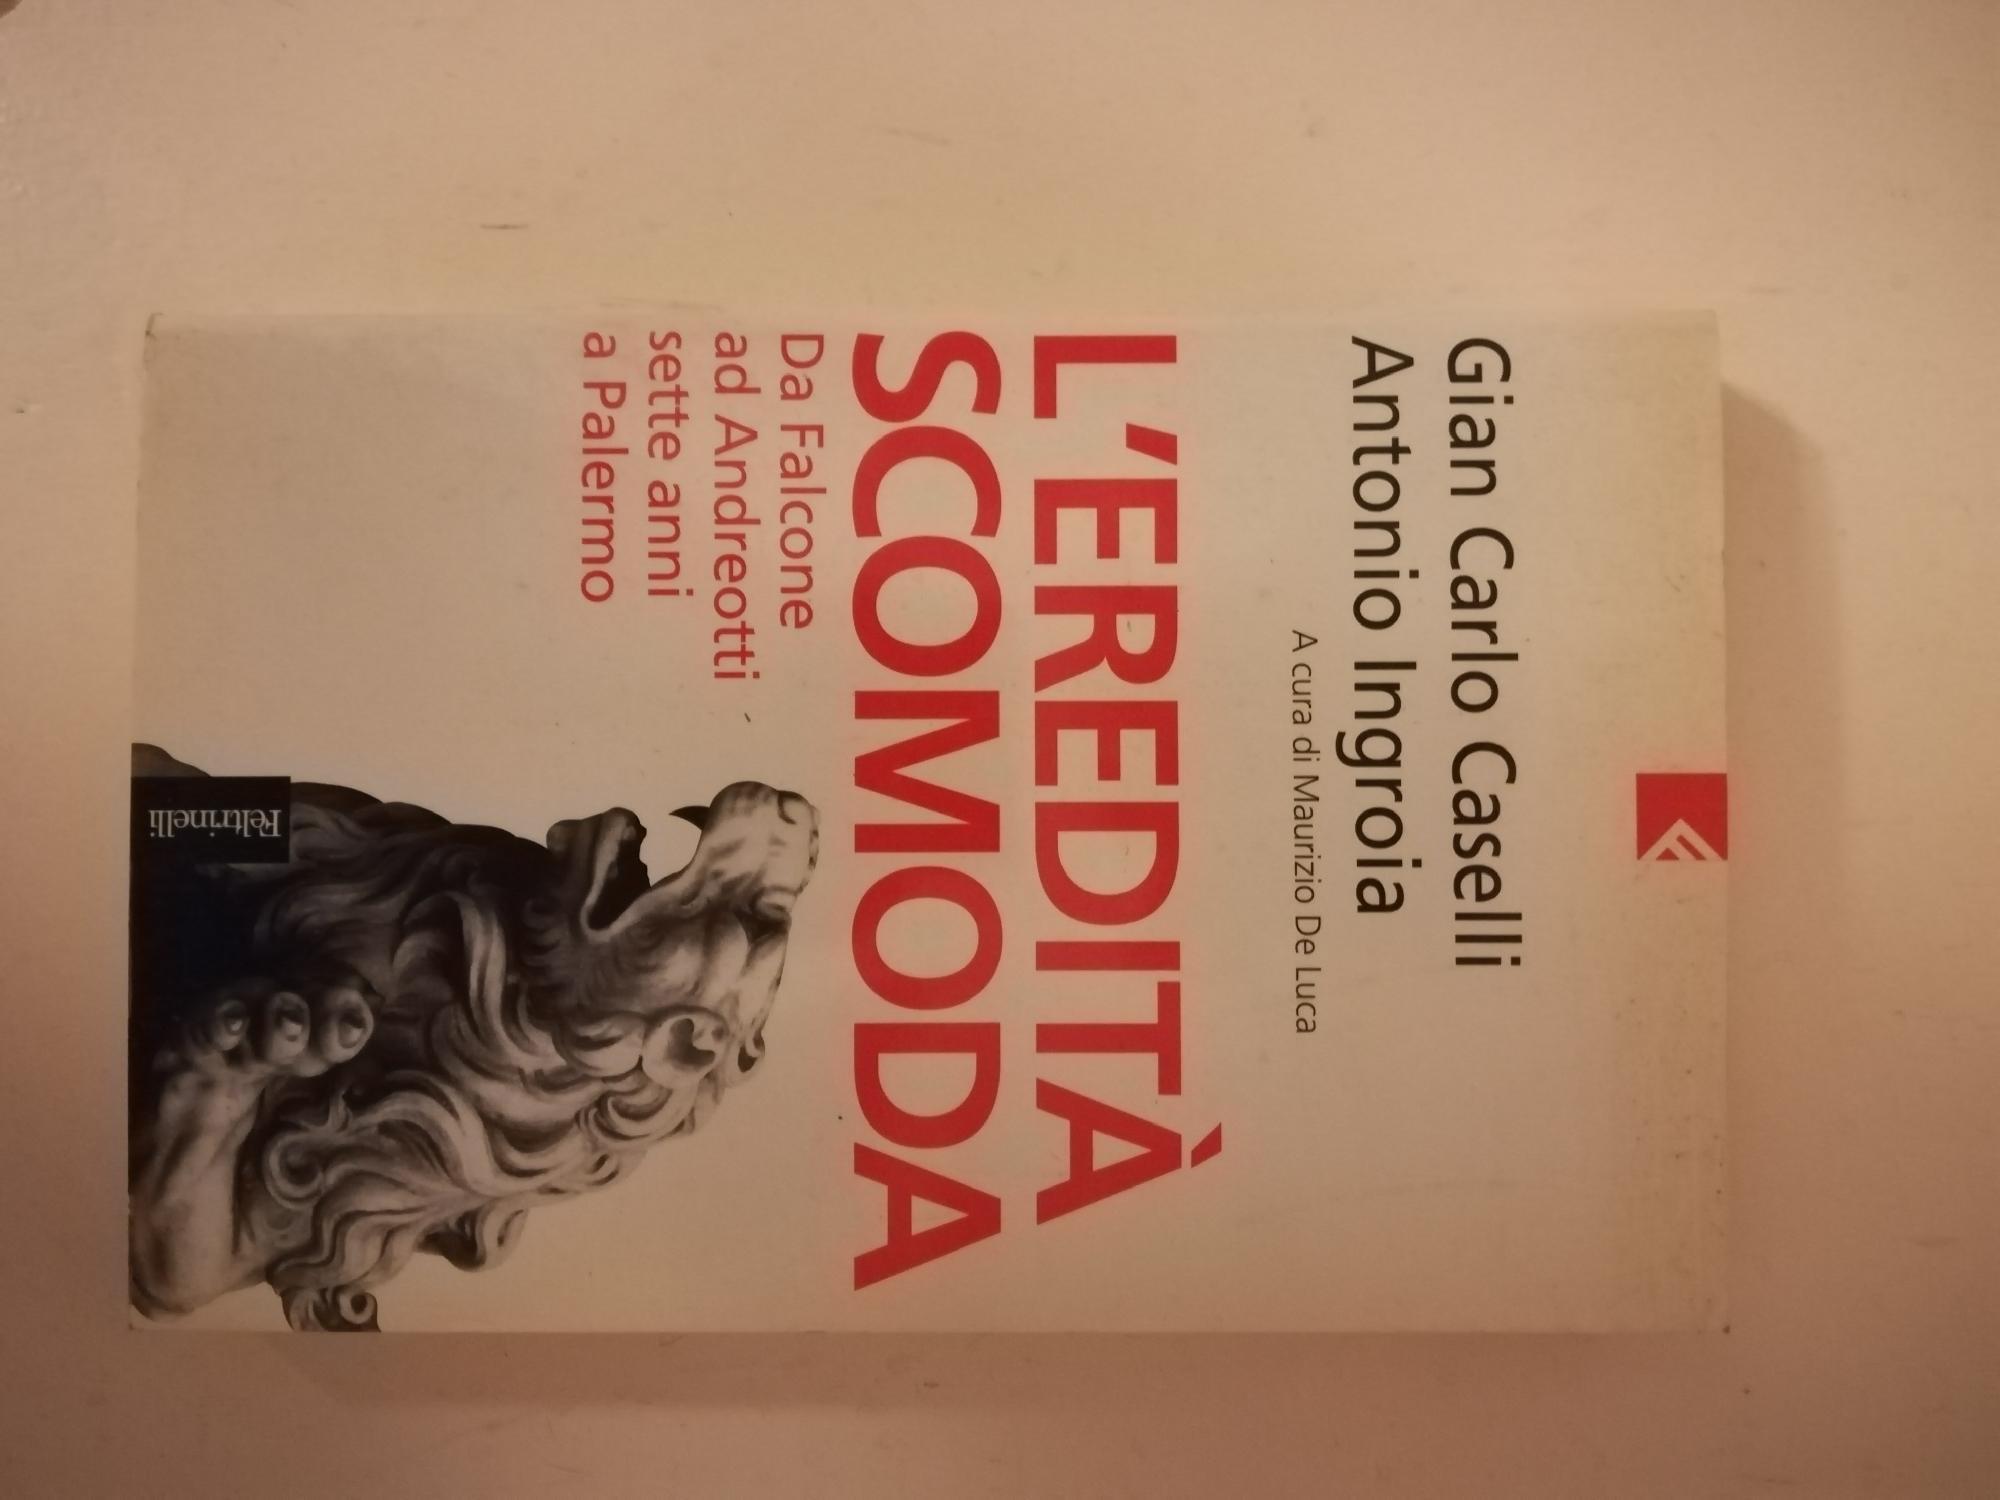 Gian Carlo Caselli
Antonio Ingroia
A cura di Maurizio De Luca
L'EREDITÀ
SCOMODA
Da Falcone
ad Andreotti
sette anni
a Palermo
Feltrinelli